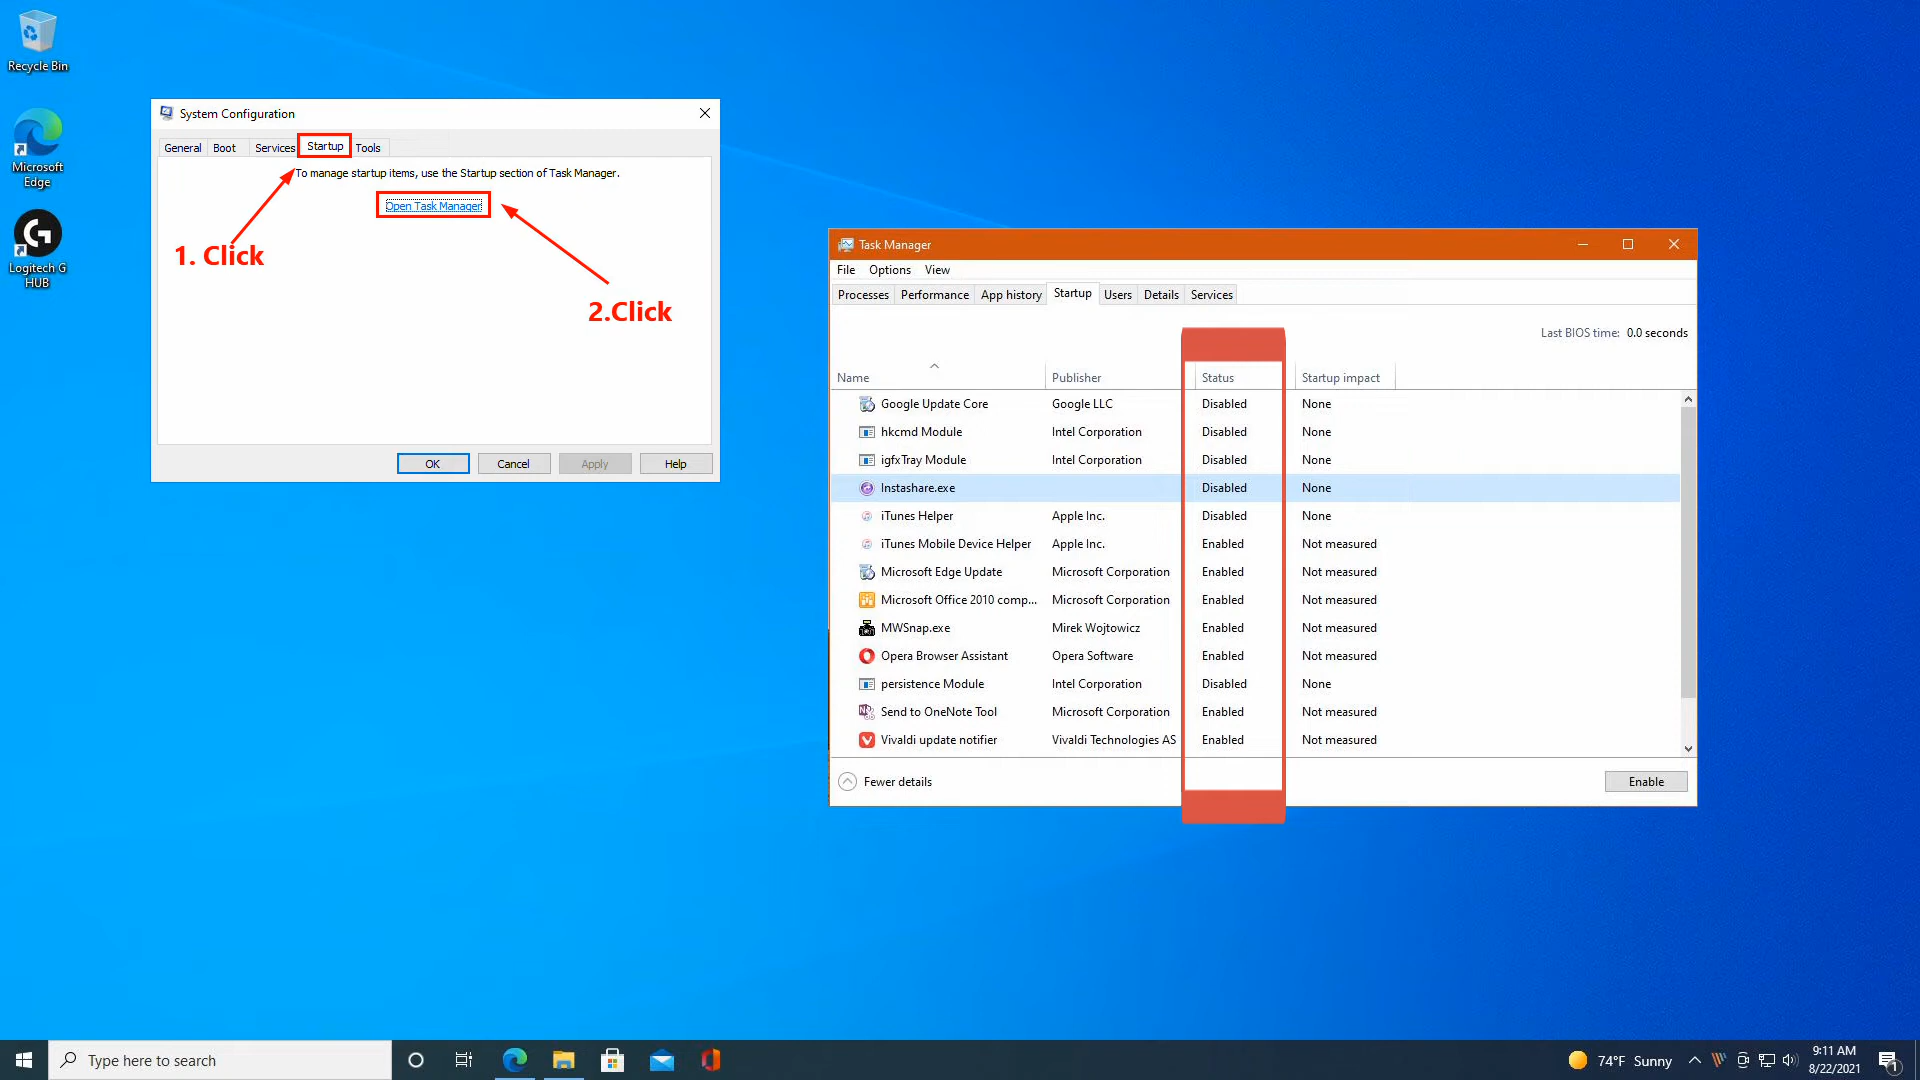 Recycle Bin
Microsoft
Edge
Logitech G
HUB
System Configuration
General Boot Services Startup Tools
To manage startup items, use the Startup section of Task Manager.
Open Task Manager
1. Click
2.Click
OK Cancel Apply Help
Task Manager
File Options View
Processes Performance App history Startup Users Details Services
Last BIOS time: 0.0 seconds
Name Publisher Status Startup impact
Google Update Core Google LLC Disabled None
hkcmd Module Intel Corporation Disabled None
igfxTray Module Intel Corporation Disabled None
Instashare.exe Disabled None
iTunes Helper Apple Inc. Disabled None
iTunes Mobile Device Helper Apple Inc. Enabled Not measured
Microsoft Edge Update Microsoft Corporation Enabled Not measured
Microsoft Office 2010 comp... Microsoft Corporation Enabled Not measured
MWSnap.exe Mirek Wojtowicz Enabled Not measured
Opera Browser Assistant Opera Software Enabled Not measured
persistence Module Intel Corporation Disabled None
Send to OneNote Tool Microsoft Corporation Enabled Not measured
Vivaldi update notifier Vivaldi Technologies AS Enabled Not measured
Fewer details Enable
Type here to search
74°F Sunny
9:11 AM
8/22/2021
1